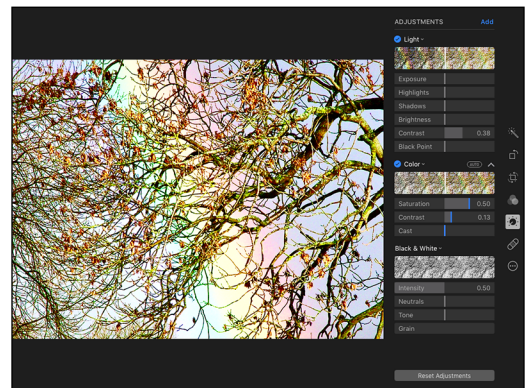 ADJUSTMENTS Add
Light
Exposure
Highlights
Shadows
Brightness
Contrast 0.38
Black Point
Color AUTO
Saturation 0.50
Contrast 0.13
Cast
Black & White
Intensity 0.50
Neutrals
Tone
Grain
Reset Adjustments